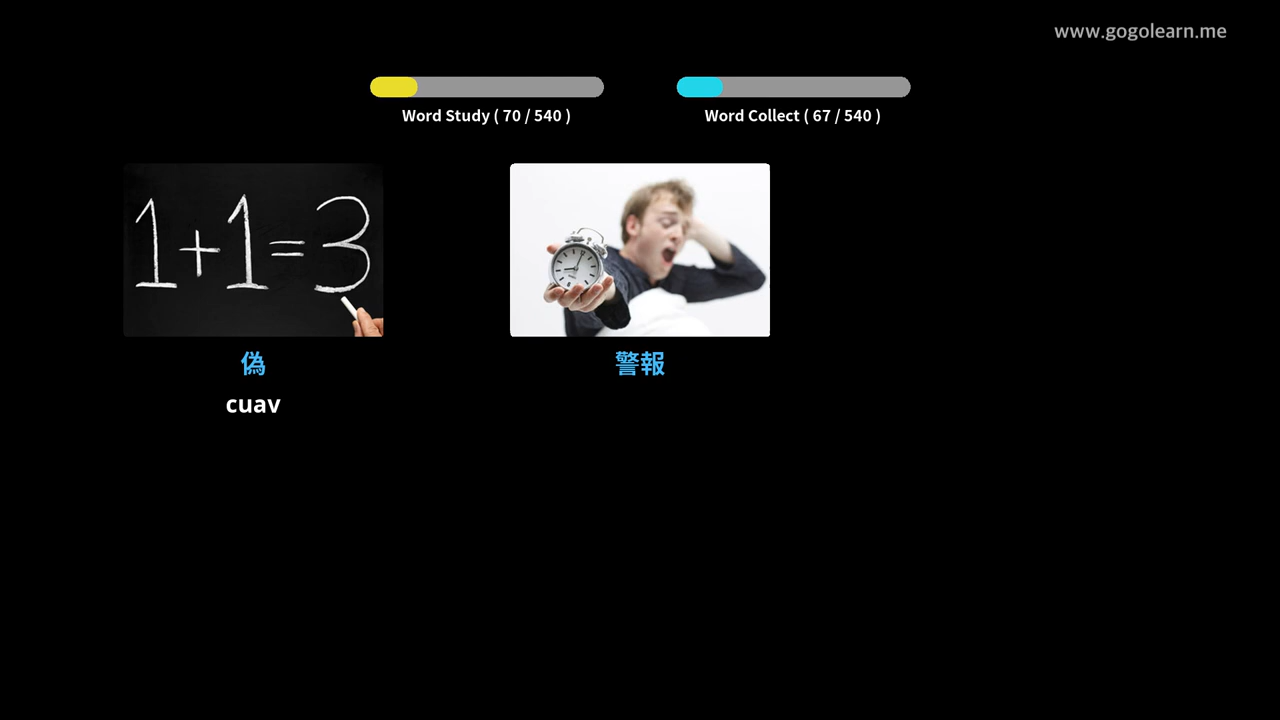 www.gogolearn.me
Word Study ( 70 / 540 )
Word Collect ( 67 / 540 )
1+1=3
偽
警報
cuav